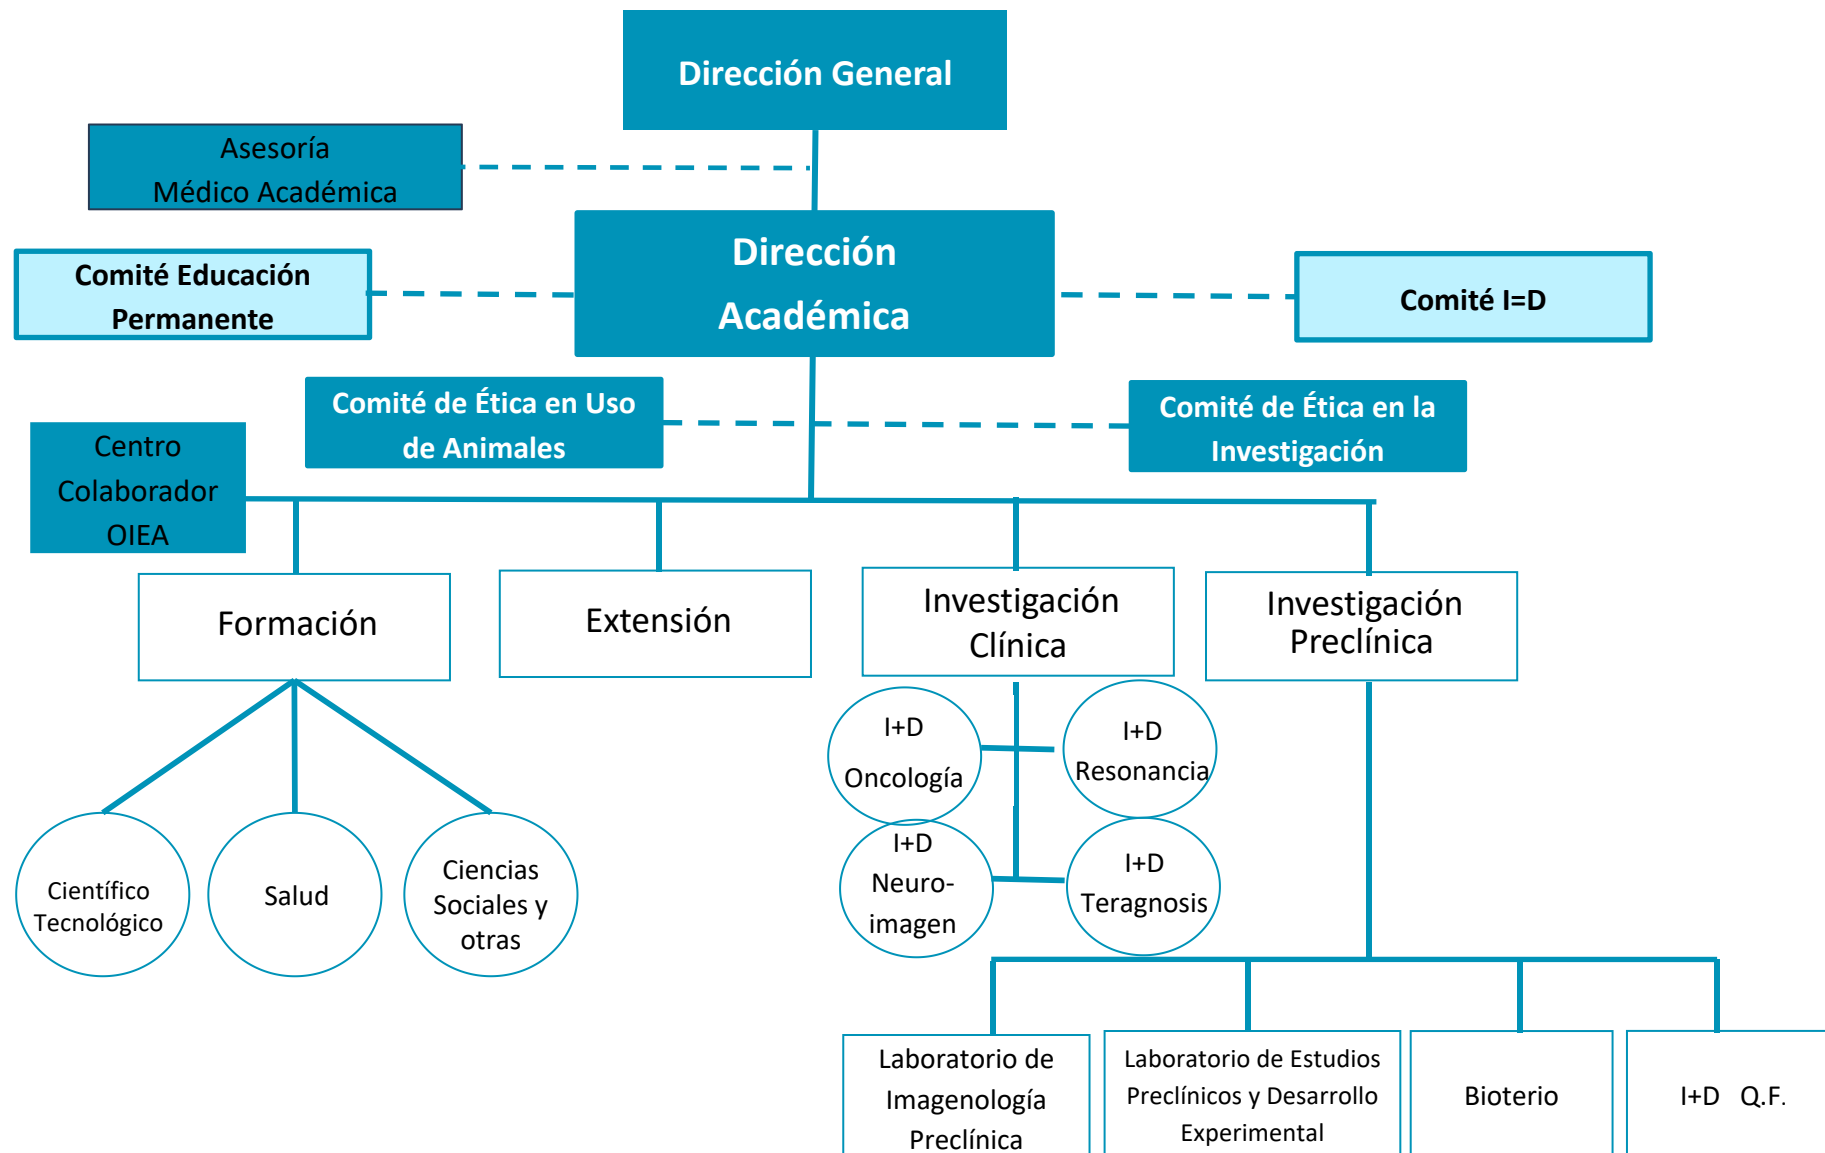 Dirección General
Asesoría
Médico Académica
Dirección
Académica
Comité Educación
Permanente
Comité I=D
Comité de Ética en Uso
de Animales
Comité de Ética en la
Investigación
Centro
Colaborador
OIEA
Formación
Extensión
Investigación
Clínica
Investigación
Preclínica
I+D
Oncología
I+D
Resonancia
I+D
Neuro-
imagen
I+D
Teragnosis
Científico
Tecnológico
Salud
Ciencias
Sociales y
otras
Laboratorio de
Imagenología
Preclínica
Laboratorio de Estudios
Preclínicos y Desarrollo
Experimental
Bioterio
I+D Q.F.